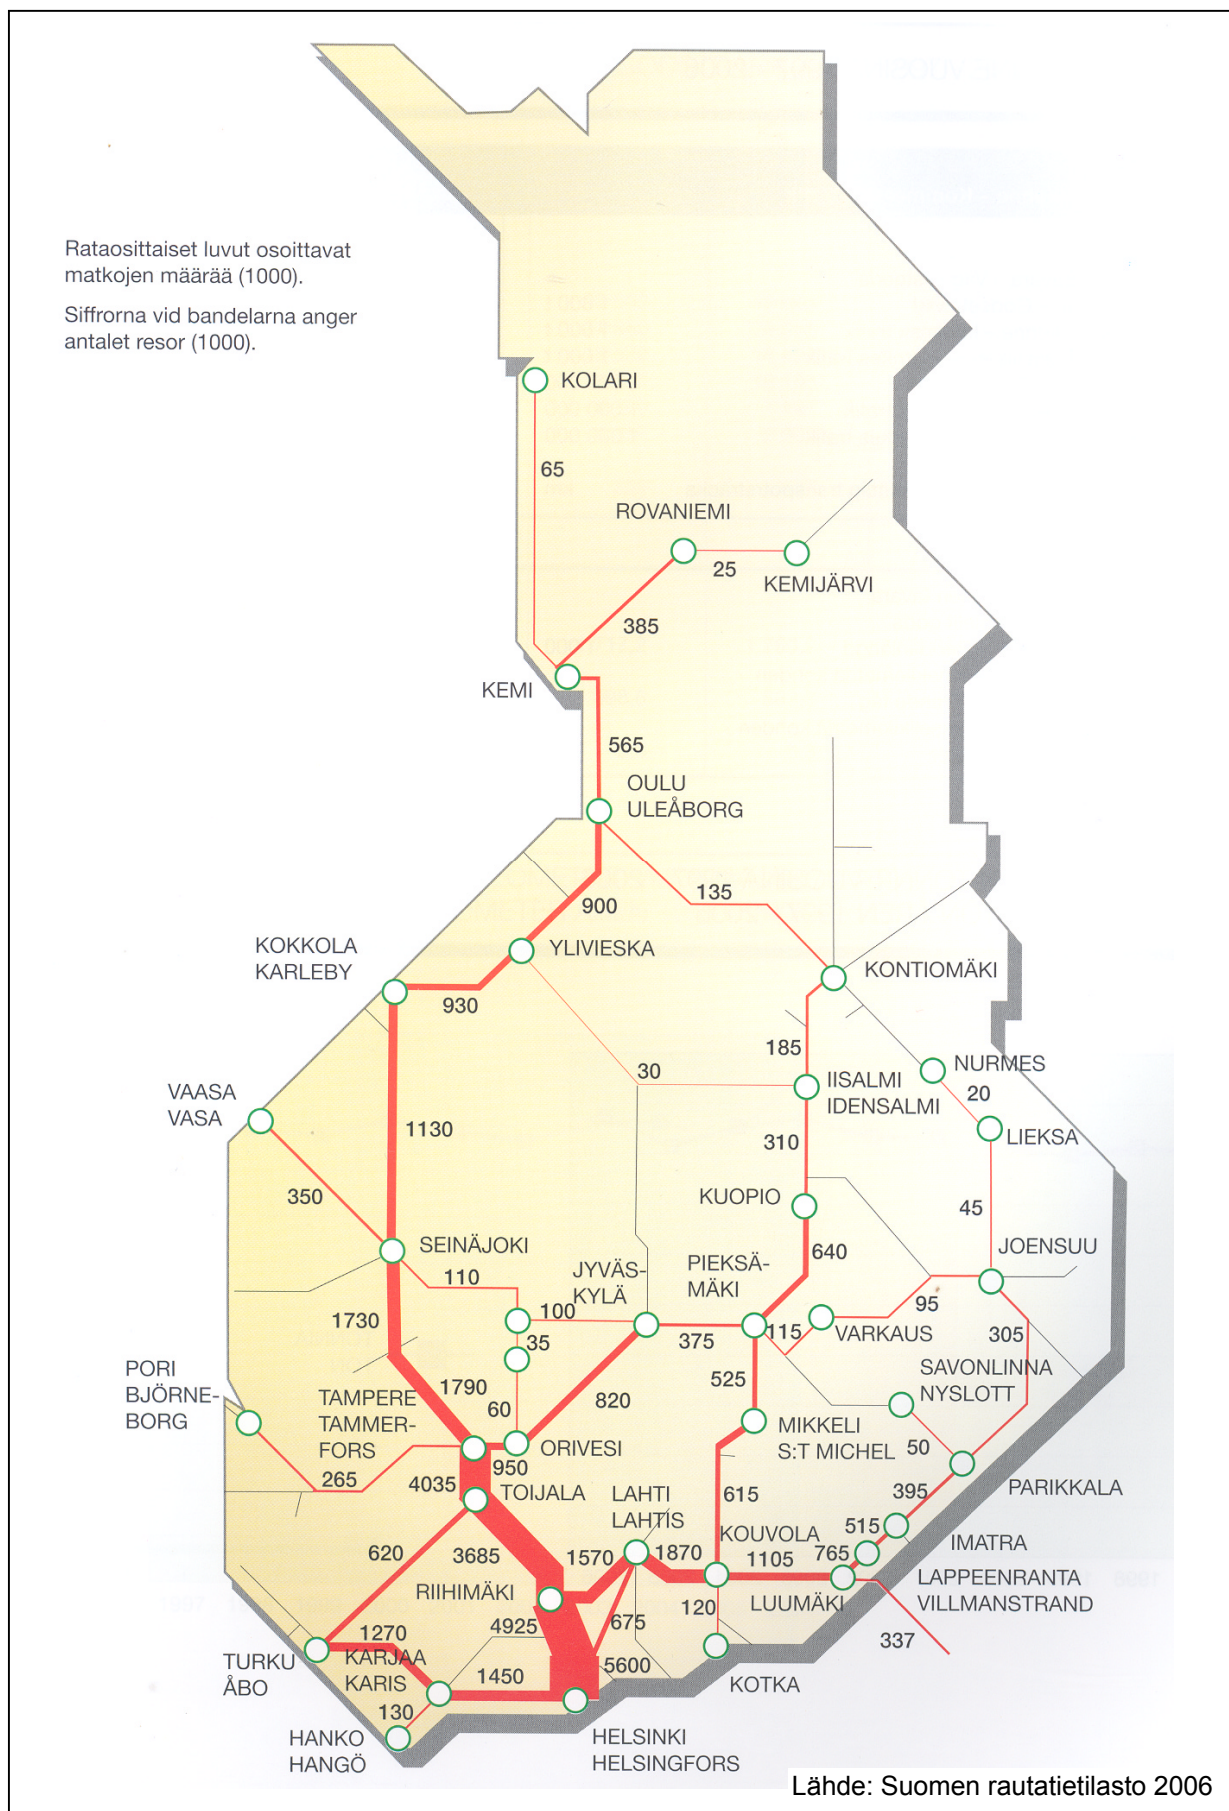 Rataosittaiset luvut osoittavat
matkojen määrää (1000).
Siffrorna vid bandelarna anger
antalet resor (1000).
KOLARI
65
ROVANIEMI
25
KEMIJÄRVI
385
KEMI
565
OULU
ULEÅBORG
135
900
KOKKOLA
KARLEBY
YLIVIESKA
KONTIOMÄKI
930
185
NURMES
30
IISALMI
IDENSALMI
20
VAASA
VASA
1130
LIEKSA
310
350
KUOPIO
45
SEINÄJOKI
640
JOENSUU
110
JYVÄS-
KYLÄ
PIEKSÄ-
MÄKI
100
95
1730
35
375
115
VARKAUS
305
PORI
BJÖRNE-
BORG
SAVONLINNA
NYSLOTT
525
TAMPERE
TAMMER-
FORS
1790
60
820
MIKKELI
S:T MICHEL
50
ORIVESI
265
950
4035
TOIJALA
PARIKKALA
395
615
LAHTI
LAHTIS
515
KOUVOLA
IMATRA
620
3685
1570
1870
1105
765
LAPPEENRANTA
VILLMANSTRAND
RIIHIMÄKI
LUUMÄKI
120
675
4925
337
1270
TURKU
ÅBO
KARJAA
KARIS
1450
5600
KOTKA
130
HANKO
HANGÖ
HELSINKI
HELSINGFORS
Lähde: Suomen rautatietilasto 2006